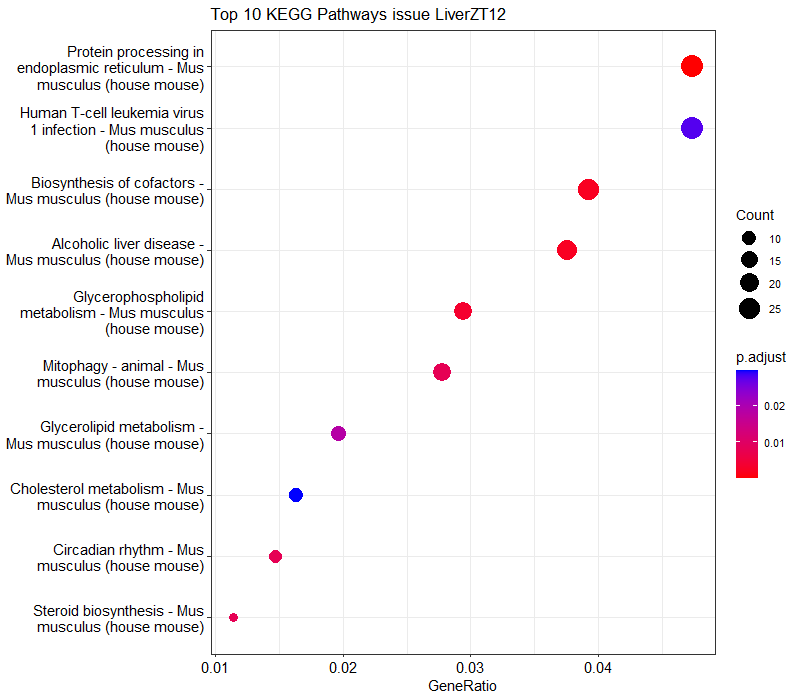 Top 10 KEGG Pathways issue LiverZT12
Protein processing in
endoplasmic reticulum - Mus
musculus (house mouse)
Human T-cell leukemia virus
1 infection - Mus musculus
(house mouse)
Biosynthesis of cofactors -
Mus musculus (house mouse)
Alcoholic liver disease -
Mus musculus (house mouse)
Glycerophospholipid
metabolism - Mus musculus
(house mouse)
Mitophagy - animal - Mus
musculus (house mouse)
Glycerolipid metabolism -
Mus musculus (house mouse)
Cholesterol metabolism - Mus
musculus (house mouse)
Circadian rhythm - Mus
musculus (house mouse)
Steroid biosynthesis - Mus
musculus (house mouse)
0.01 0.02 0.03 0.04
GeneRatio
Count
10
15
20
25
p.adjust
0.02
0.01